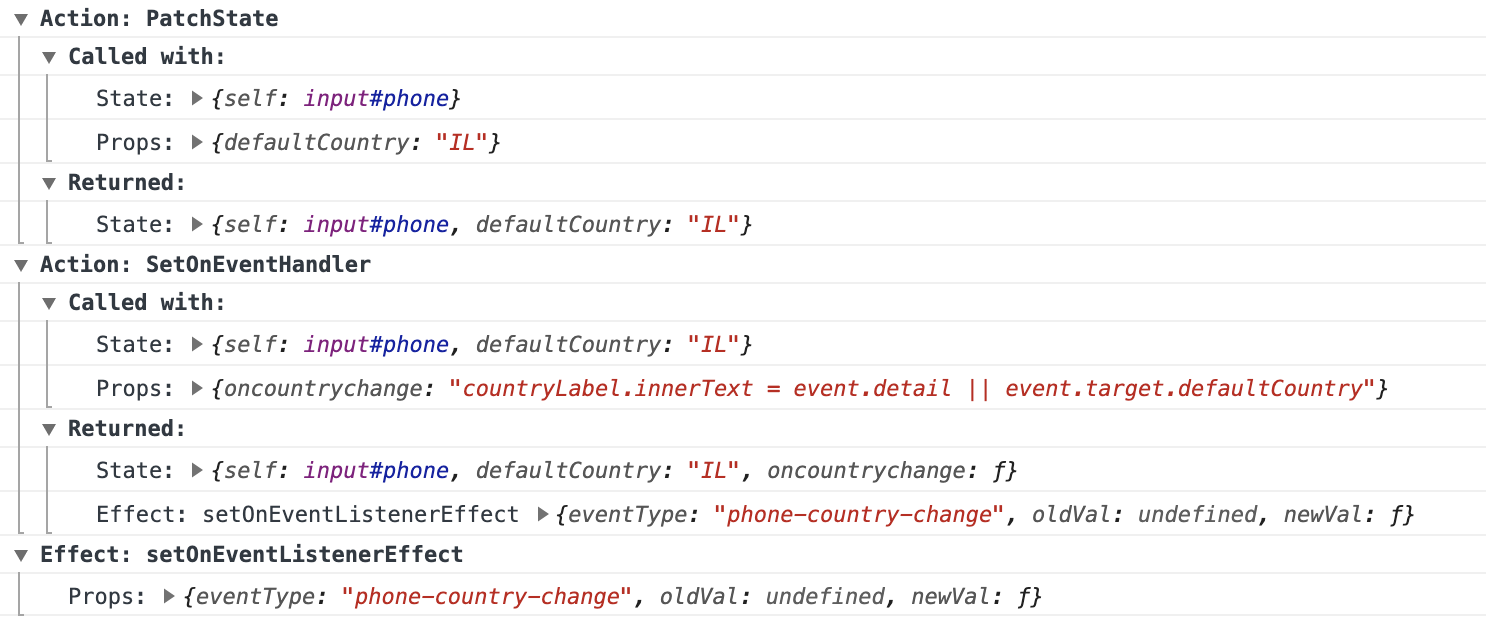 ▼ Action: PatchState
▼ Called with:
State: ▶ {self: input#phone}
Props: ▶ {defaultCountry: "IL"}
▼ Returned:
State: ▶ {self: input#phone, defaultCountry: "IL"}
▼ Action: SetOnEventHandler
▼ Called with:
State: ▶ {self: input#phone, defaultCountry: "IL"}
Props: ▶ {oncountrychange: "countryLabel.innerText = event.detail || event.target.defaultCountry"}
▼ Returned:
State: ▶ {self: input#phone, defaultCountry: "IL", oncountrychange: ƒ}
Effect: setOnEventListenerEffect ▶ {eventType: "phone-country-change", oldVal: undefined, newVal: ƒ}
▼ Effect: setOnEventListenerEffect
Props: ▶ {eventType: "phone-country-change", oldVal: undefined, newVal: ƒ}